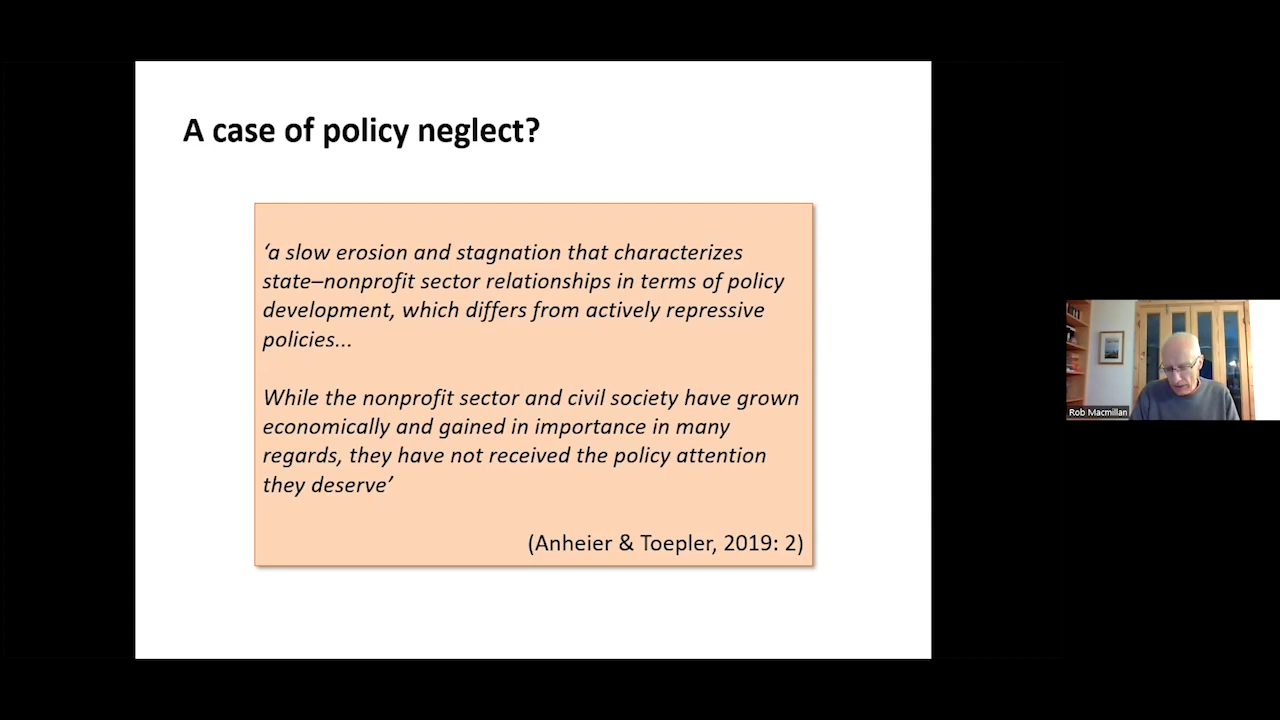 A case of policy neglect?
‘a slow erosion and stagnation that characterizes
state–nonprofit sector relationships in terms of policy
development, which differs from actively repressive
policies...
While the nonprofit sector and civil society have grown
economically and gained in importance in many
regards, they have not received the policy attention
they deserve’
(Anheier & Toepler, 2019: 2)
Rob Macmillan